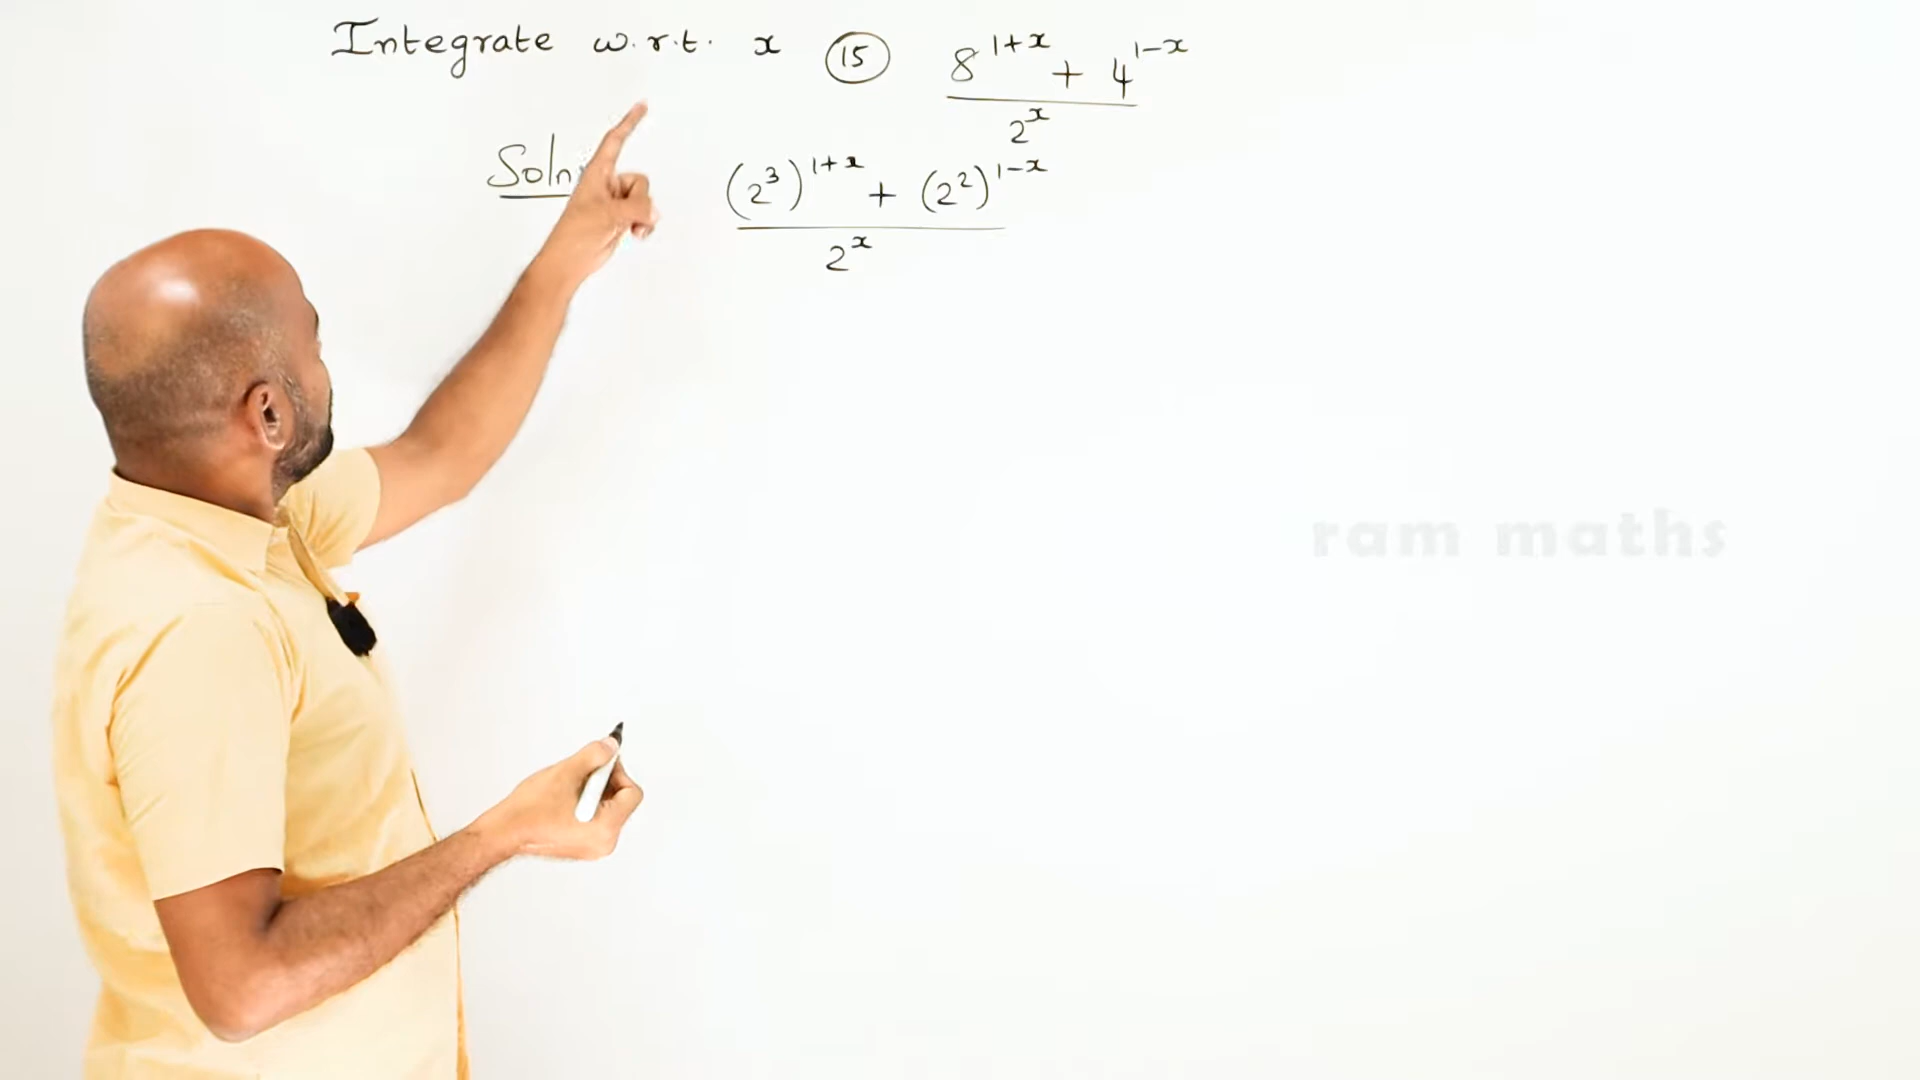 Integrate w.r.t. x (15) 8^{1+x} + 4^{1-x}
2^x
Soln (2^3)^{1+x} + (2^2)^{1-x}
2^x
ram maths